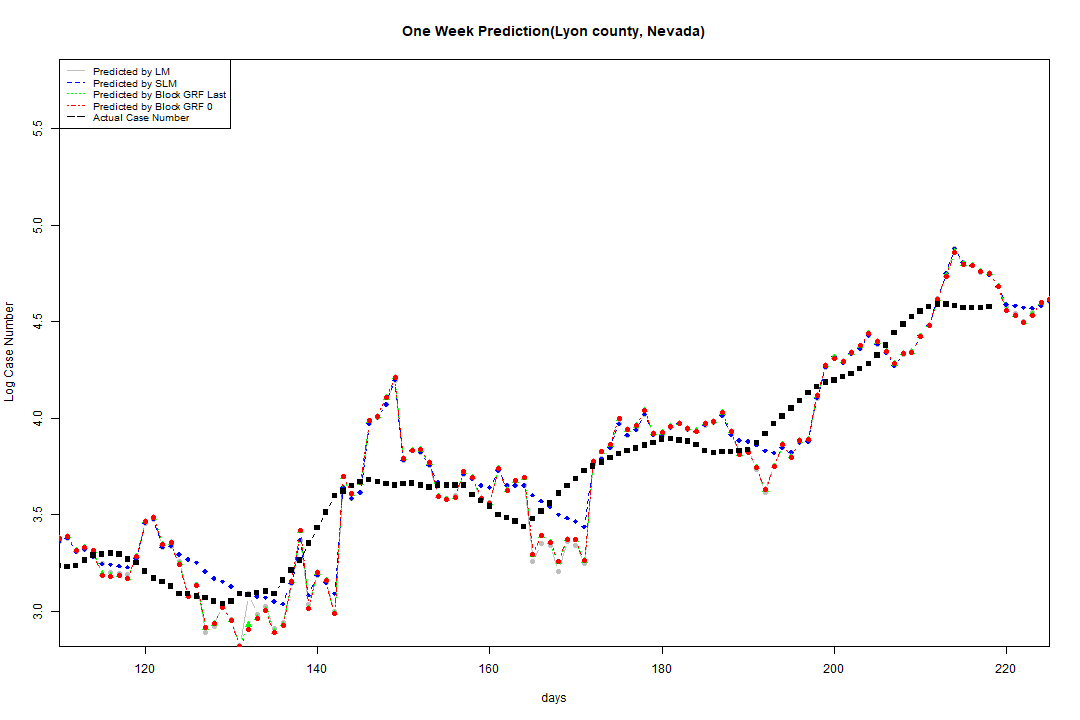 One Week Prediction(Lyon county, Nevada)
Predicted by LM
Predicted by SLM
Predicted by Block GRF Last
Predicted by Block GRF 0
Actual Case Number
5.5
5.0
4.5
4.0
3.5
3.0
Log Case Number
120 140 160 180 200 220
days